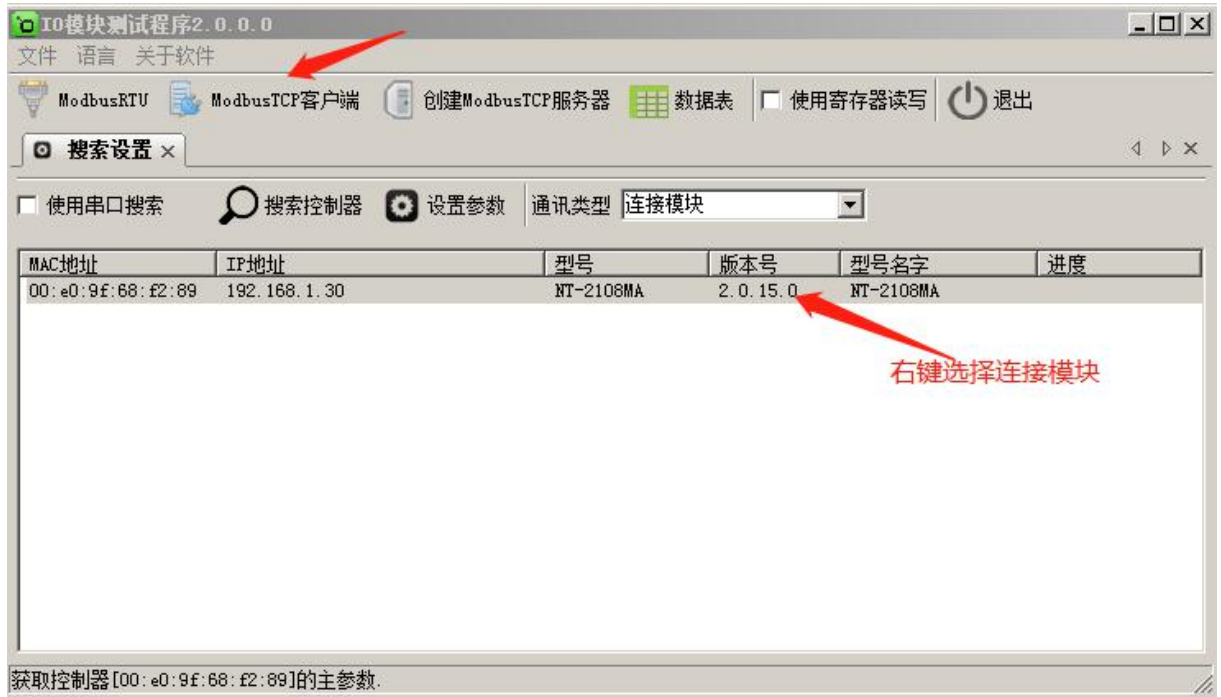 IO模块测试程序2.0.0.0
文件 语言 关于软件
ModbusRTU ModbusTCP客户端 创建ModbusTCP服务器 数据表 使用寄存器读写 退出
搜索设置
使用串口搜索 搜索控制器 设置参数 通讯类型 连接模块
MAC地址 IP地址 型号 版本号 型号名字 进度
00:e0:9f:68:f2:89 192.168.1.30 NT-2108MA 2.0.15.0 NT-2108MA
右键选择连接模块
获取控制器[00:e0:9f:68:f2:89]的主参数.